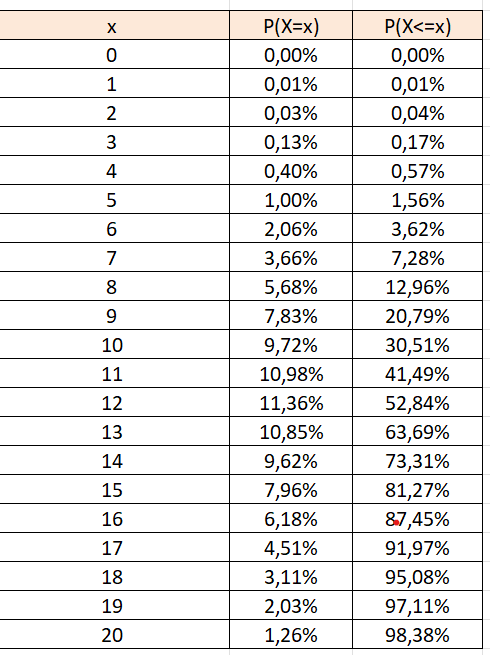 x P(X=x) P(X<=x)
0 0,00% 0,00%
1 0,01% 0,01%
2 0,03% 0,04%
3 0,13% 0,17%
4 0,40% 0,57%
5 1,00% 1,56%
6 2,06% 3,62%
7 3,66% 7,28%
8 5,68% 12,96%
9 7,83% 20,79%
10 9,72% 30,51%
11 10,98% 41,49%
12 11,36% 52,84%
13 10,85% 63,69%
14 9,62% 73,31%
15 7,96% 81,27%
16 6,18% 87,45%
17 4,51% 91,97%
18 3,11% 95,08%
19 2,03% 97,11%
20 1,26% 98,38%